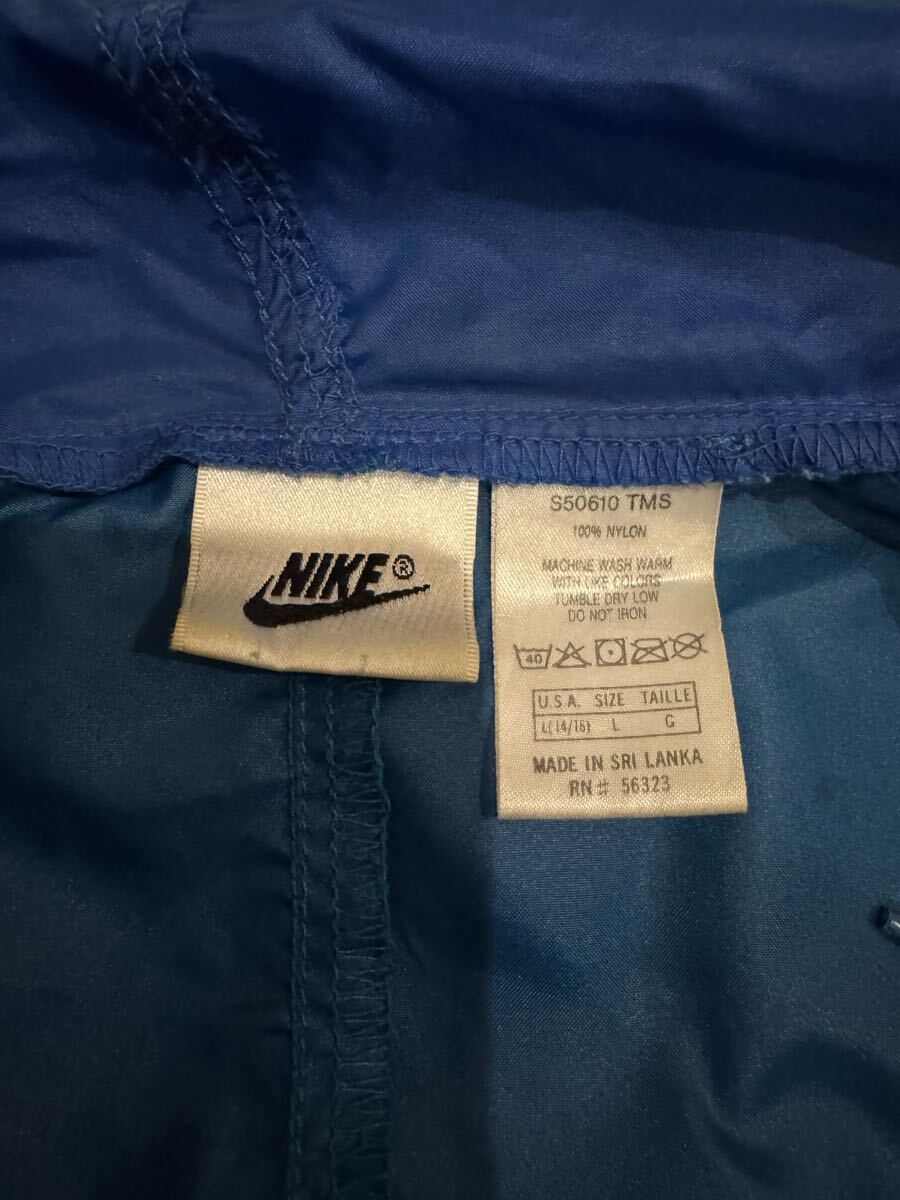 NIKE®
S50610 TMS
100% NYLON
MACHINE WASH WARM
WITH LIKE COLORS
TUMBLE DRY LOW
DO NOT IRON
40
U.S.A. SIZE TAILLE
L(14/16) L G
MADE IN SRI LANKA
RN # 56323